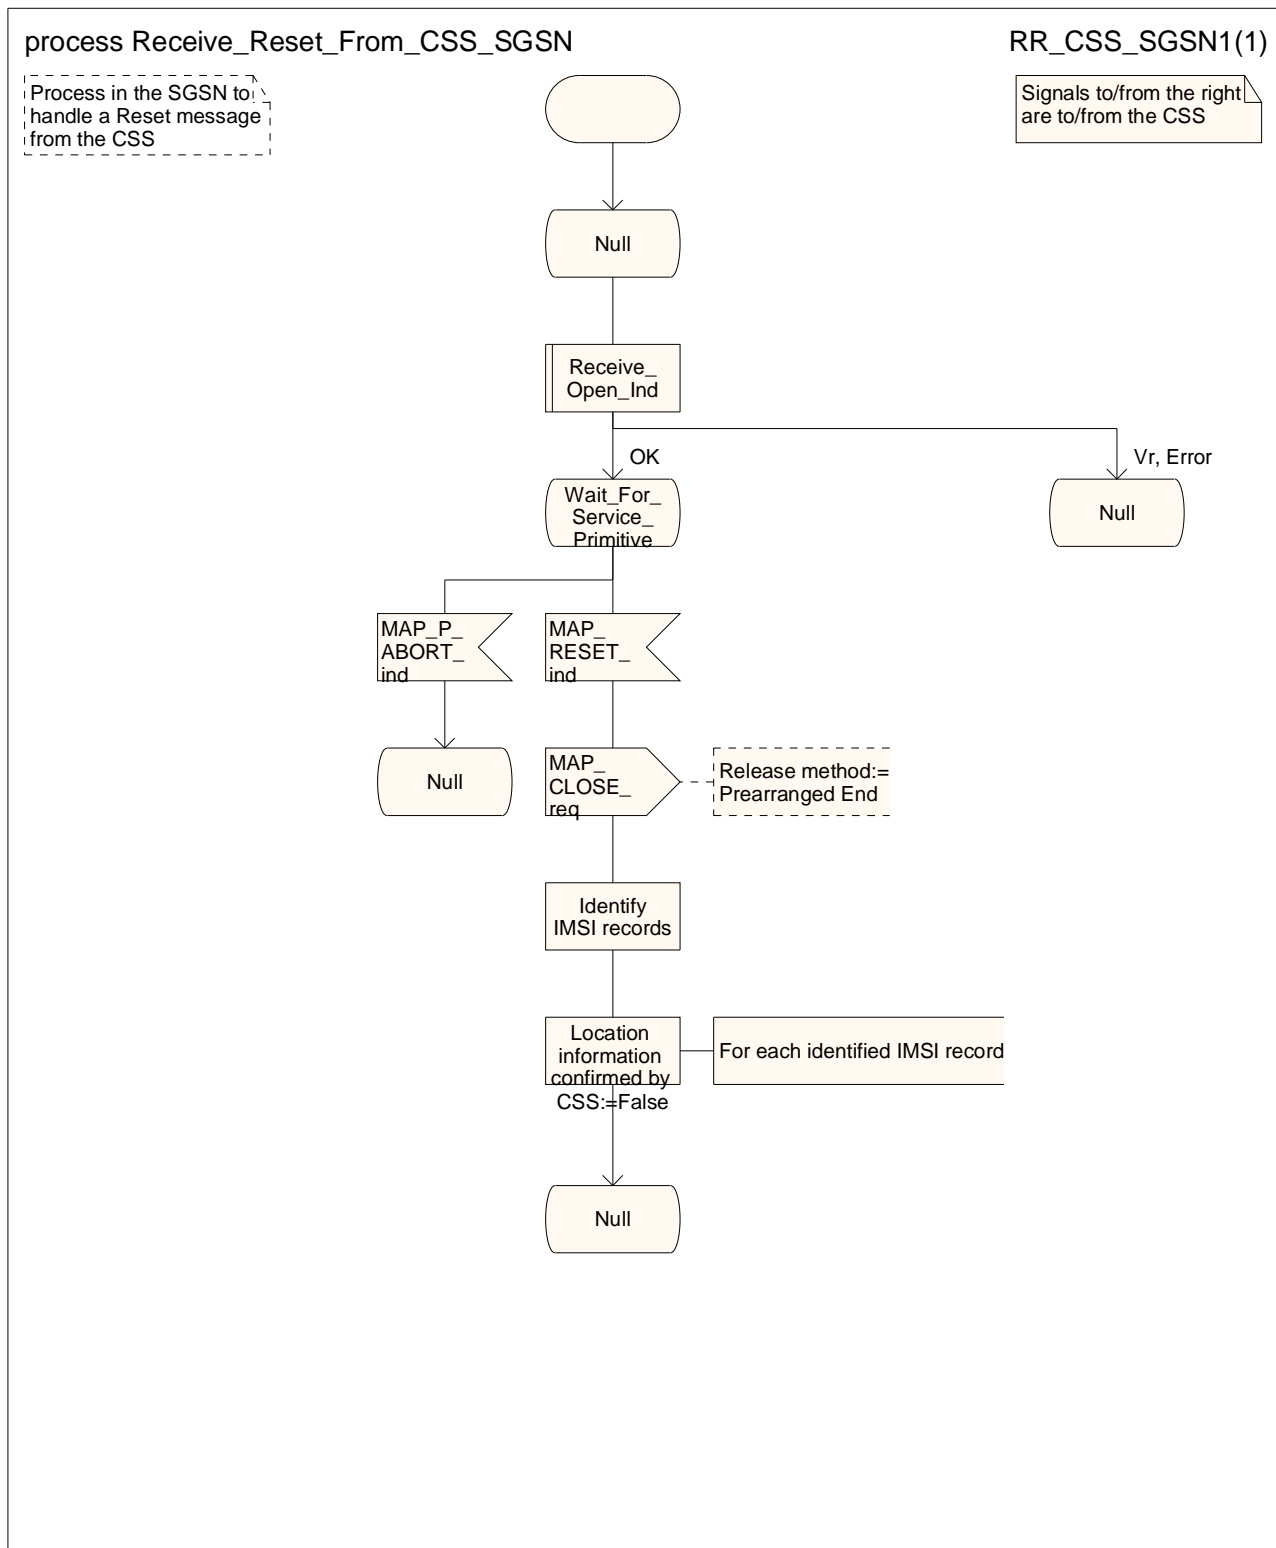 process Receive_Reset_From_CSS_SGSN
RR_CSS_SGSN1(1)
Process in the SGSN to
handle a Reset message
from the CSS
Signals to/from the right
are to/from the CSS
Null
Receive_
Open_Ind
OK
Vr, Error
Wait_For_
Service_
Primitive
Null
MAP_P_
ABORT_
ind
MAP_
RESET_
ind
Null
MAP_
CLOSE_
req
Release method:=
Prearranged End
Identify
IMSI records
Location
information
confirmed by
CSS:=False
For each identified IMSI record
Null